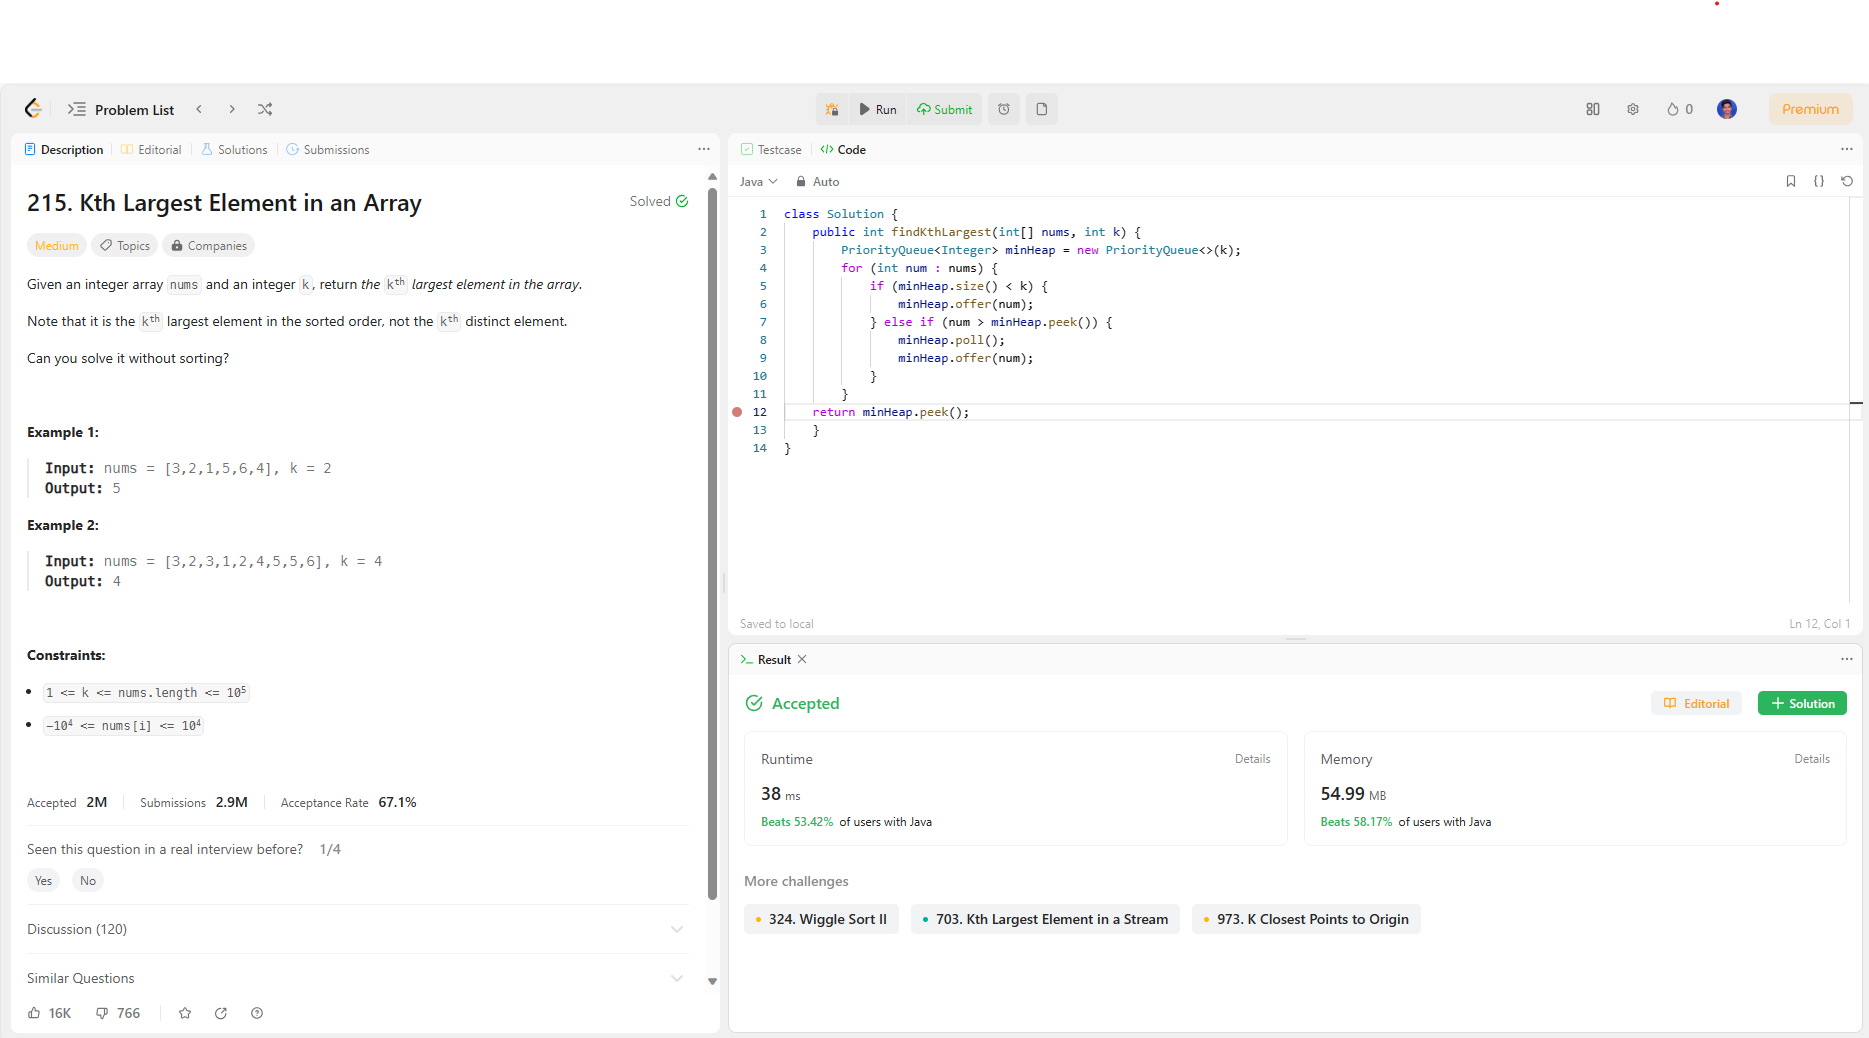 Problem List
Run
Submit
0
Premium
Description
Editorial
Solutions
Submissions
215. Kth Largest Element in an Array
Solved
Medium
Topics
Companies
Given an integer array nums and an integer k, return the kth largest element in the array.
Note that it is the kth largest element in the sorted order, not the kth distinct element.
Can you solve it without sorting?
Example 1:
Input: nums = [3,2,1,5,6,4], k = 2
Output: 5
Example 2:
Input: nums = [3,2,3,1,2,4,5,5,6], k = 4
Output: 4
Constraints:
1 <= k <= nums.length <= 10⁵
-10⁴ <= nums[i] <= 10⁴
Accepted 2M
Submissions 2.9M
Acceptance Rate 67.1%
Seen this question in a real interview before? 1/4
Yes
No
Discussion (120)
Similar Questions
16K
766
Testcase
</> Code
Java
Auto
{}
1 class Solution {
2 public int findKthLargest(int[] nums, int k) {
3 PriorityQueue<Integer> minHeap = new PriorityQueue<>(k);
4 for (int num : nums) {
5 if (minHeap.size() < k) {
6 minHeap.offer(num);
7 } else if (num > minHeap.peek()) {
8 minHeap.poll();
9 minHeap.offer(num);
10 }
11 }
12 return minHeap.peek();
13 }
14 }
Saved to local
Ln 12, Col 1
>_ Result
Accepted
Editorial
+ Solution
Runtime
Details
38 ms
Beats 53.42% of users with Java
Memory
Details
54.99 MB
Beats 58.17% of users with Java
More challenges
324. Wiggle Sort II
703. Kth Largest Element in a Stream
973. K Closest Points to Origin